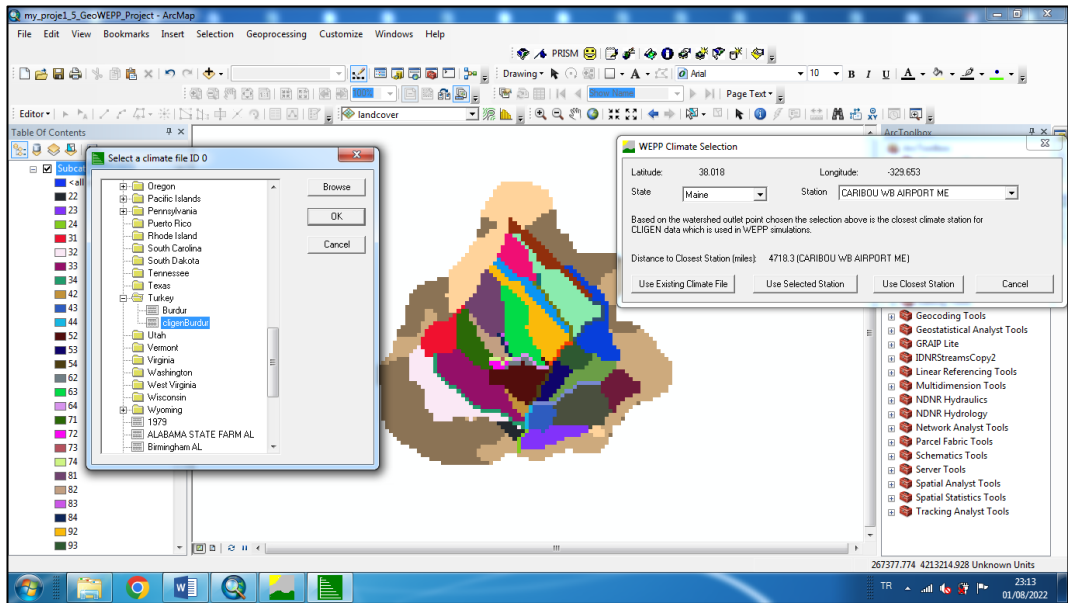 my_proje1_5_GeoWEPP_Project - ArcMap
File Edit View Bookmarks Insert Selection Geoprocessing Customize Windows Help
PRISM
Drawing Arial 10 B I U A
100% Show Name Page Text
Editor landcover
Table Of Contents
ArcToolbox
Subcat
<all
22
23
24
31
32
33
34
42
43
44
52
53
54
62
63
64
71
72
73
74
81
82
83
84
92
93
Select a climate file ID 0
Oregon
Pacific Islands
Pennsylvania
Puerto Rico
Rhode Island
South Carolina
South Dakota
Tennessee
Texas
Turkey
Burdur
cligenBurdur
Utah
Vermont
Virginia
Washington
West Virginia
Wisconsin
Wyoming
1979
ALABAMA STATE FARM AL
Birmingham AL
Browse
OK
Cancel
WEPP Climate Selection
Latitude: 38.018 Longitude: -329.653
State Maine Station CARIBOU WB AIRPORT ME
Based on the watershed outlet point chosen the selection above is the closest climate station for
CLIGEN data which is used in WEPP simulations.
Distance to Closest Station (miles): 4718.3 (CARIBOU WB AIRPORT ME)
Use Existing Climate File Use Selected Station Use Closest Station Cancel
Geocoding Tools
Geostatistical Analyst Tools
GRAIP Lite
IDNRStreamsCopy2
Linear Referencing Tools
Multidimension Tools
NDNR Hydraulics
NDNR Hydrology
Network Analyst Tools
Parcel Fabric Tools
Schematics Tools
Server Tools
Spatial Analyst Tools
Spatial Statistics Tools
Tracking Analyst Tools
267377.774 4213214.928 Unknown Units
TR
23:13
01/08/2022